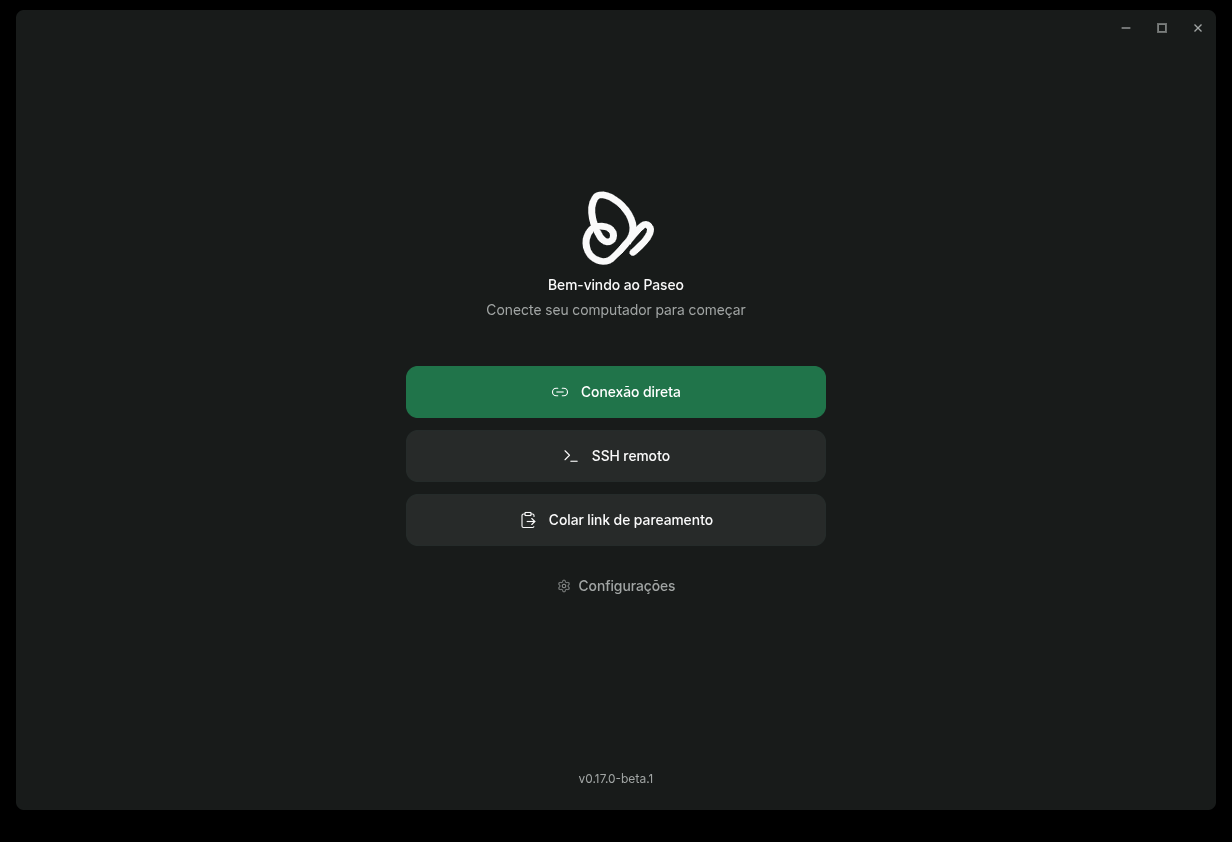 Bem-vindo ao Paseo
Conecte seu computador para começar
Conexão direta
SSH remoto
Colar link de pareamento
Configurações
v0.17.0-beta.1